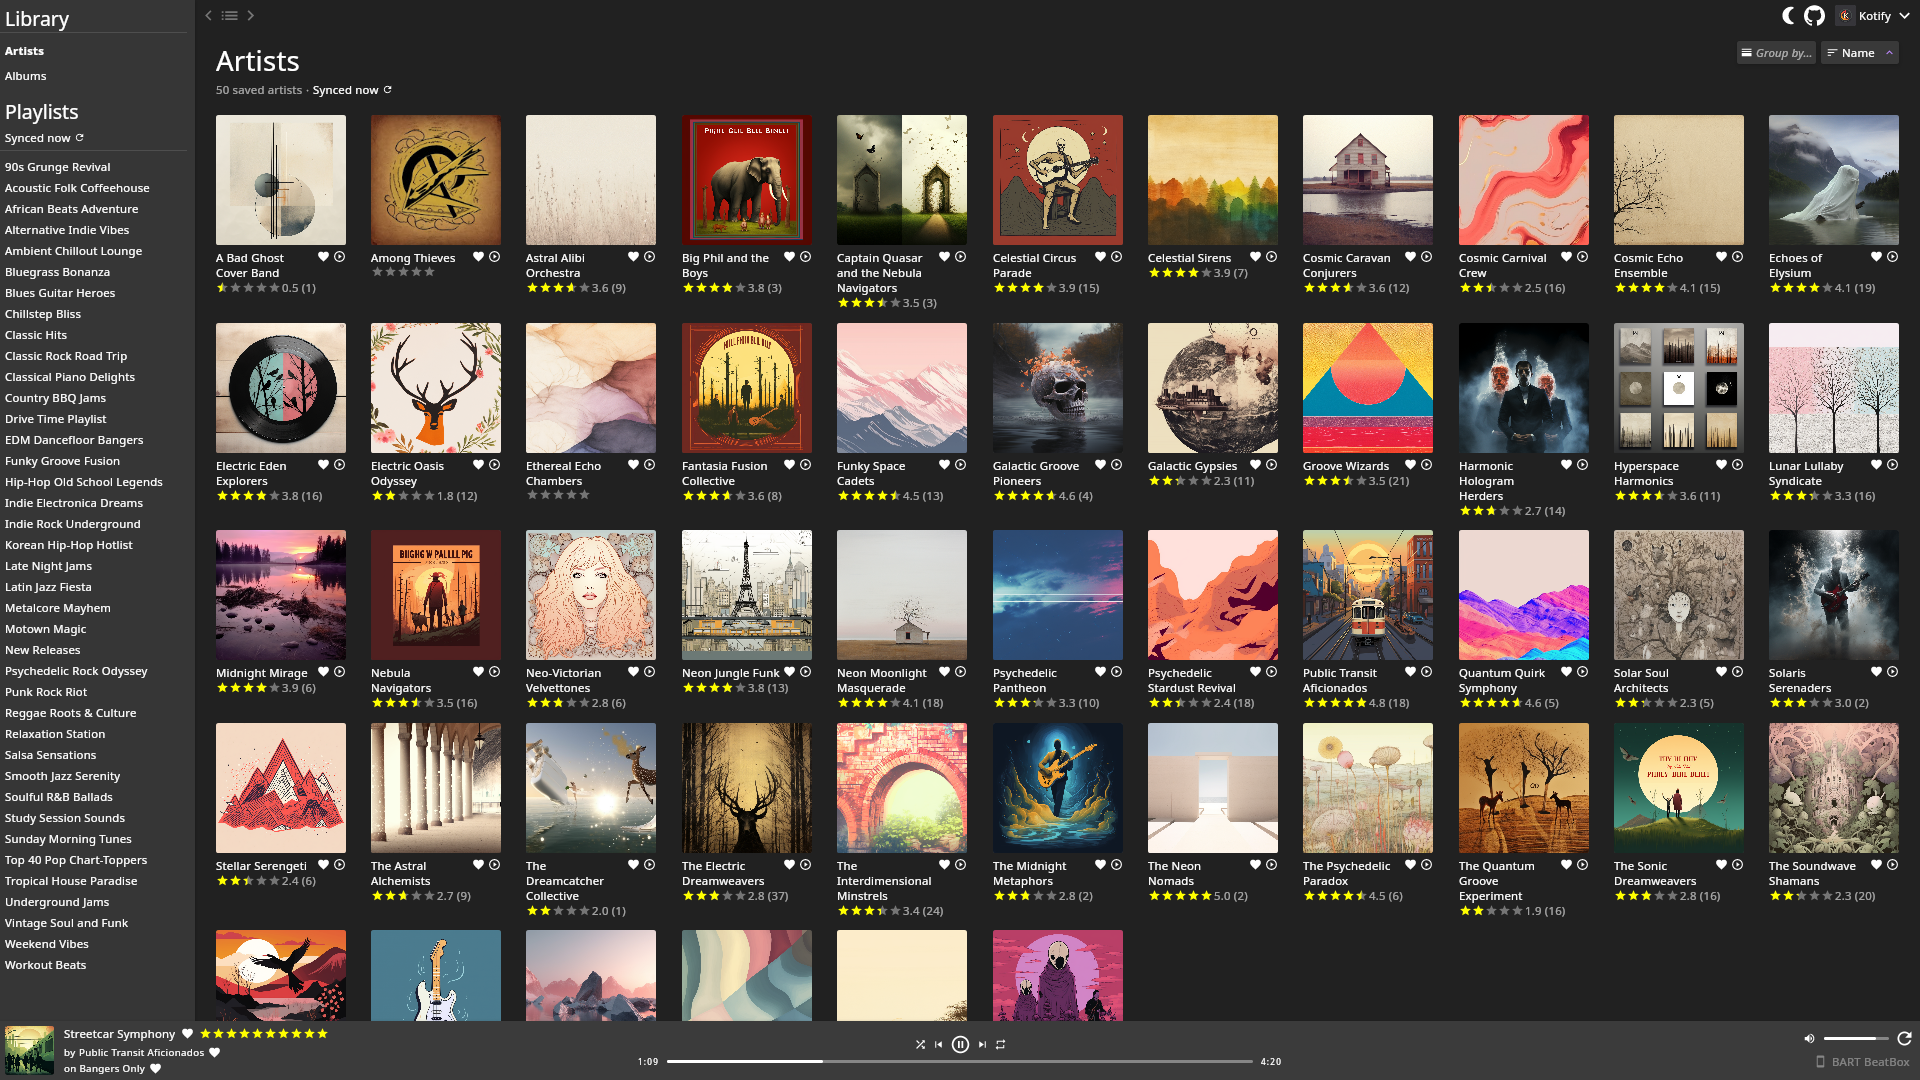 Library
Artists
Albums
Playlists
Synced now
90s Grunge Revival
Acoustic Folk Coffeehouse
African Beats Adventure
Alternative Indie Vibes
Ambient Chillout Lounge
Bluegrass Bonanza
Blues Guitar Heroes
Chillstep Bliss
Classic Hits
Classic Rock Road Trip
Classical Piano Delights
Country BBQ Jams
Drive Time Playlist
EDM Dancefloor Bangers
Funky Groove Fusion
Hip-Hop Old School Legends
Indie Electronica Dreams
Indie Rock Underground
Korean Hip-Hop Hotlist
Late Night Jams
Latin Jazz Fiesta
Metalcore Mayhem
Motown Magic
New Releases
Psychedelic Rock Odyssey
Punk Rock Riot
Reggae Roots & Culture
Relaxation Station
Salsa Sensations
Smooth Jazz Serenity
Soulful R&B Ballads
Study Session Sounds
Sunday Morning Tunes
Top 40 Pop Chart-Toppers
Tropical House Paradise
Underground Jams
Vintage Soul and Funk
Weekend Vibes
Workout Beats
Kotify
Artists
50 saved artists · Synced now
Group by...
Name
A Bad Ghost
Cover Band
0.5 (1)
Among Thieves
Astral Alibi
Orchestra
3.6 (9)
Big Phil and the
Boys
3.8 (3)
Captain Quasar
and the Nebula
Navigators
3.5 (3)
Celestial Circus
Parade
3.9 (15)
Celestial Sirens
3.9 (7)
Cosmic Caravan
Conjurers
3.6 (12)
Cosmic Carnival
Crew
2.5 (16)
Cosmic Echo
Ensemble
4.1 (15)
Echoes of
Elysium
4.1 (19)
Electric Eden
Explorers
3.8 (16)
Electric Oasis
Odyssey
1.8 (12)
Ethereal Echo
Chambers
Fantasia Fusion
Collective
3.6 (8)
Funky Space
Cadets
4.5 (13)
Galactic Groove
Pioneers
4.6 (4)
Galactic Gypsies
2.3 (11)
Groove Wizards
3.5 (21)
Harmonic
Hologram
Herders
2.7 (14)
Hyperspace
Harmonics
3.6 (11)
Lunar Lullaby
Syndicate
3.3 (16)
Midnight Mirage
3.9 (6)
Nebula
Navigators
3.5 (16)
Neo-Victorian
Velvettones
2.8 (6)
Neon Jungle Funk
3.8 (13)
Neon Moonlight
Masquerade
4.1 (18)
Psychedelic
Pantheon
3.3 (10)
Psychedelic
Stardust Revival
2.4 (18)
Public Transit
Aficionados
4.8 (18)
Quantum Quirk
Symphony
4.6 (5)
Solar Soul
Architects
2.3 (5)
Solaris
Serenaders
3.0 (2)
Stellar Serengeti
2.4 (6)
The Astral
Alchemists
2.7 (9)
The
Dreamcatcher
Collective
2.0 (1)
The Electric
Dreamweavers
2.8 (37)
The
Interdimensional
Minstrels
3.4 (24)
The Midnight
Metaphors
2.8 (2)
The Neon
Nomads
5.0 (2)
The Psychedelic
Paradox
4.5 (6)
The Quantum
Groove
Experiment
1.9 (16)
The Sonic
Dreamweavers
2.8 (16)
The Soundwave
Shamans
2.3 (20)
Streetcar Symphony
by Public Transit Aficionados
on Bangers Only
1:09
4:20
BART BeatBox